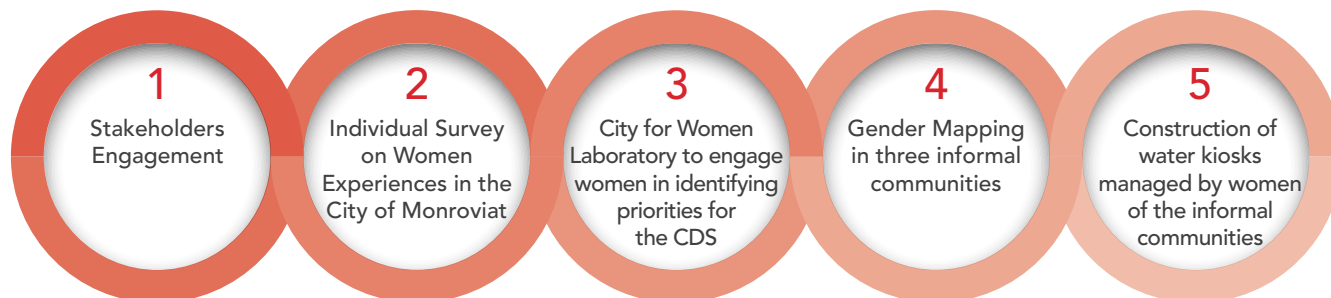 1
Stakeholders
Engagement
2
Individual Survey
on Women
Experiences in the
City of Monroviat
3
City for Women
Laboratory to engage
women in identifying
priorities for
the CDS
4
Gender Mapping
in three informal
communities
5
Construction of
water kiosks
managed by women
of the informal
communities